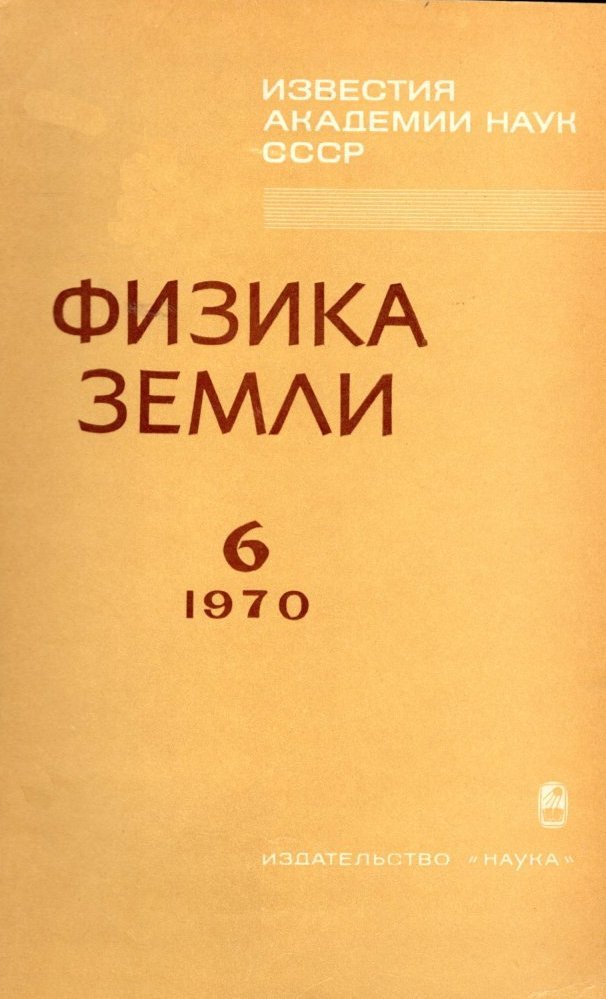 ИЗВЕСТИЯ
АКАДЕМИИ НАУК
СССР
ФИЗИКА
ЗЕМЛИ
6
1970
ИЗДАТЕЛЬСТВО «НАУКА»